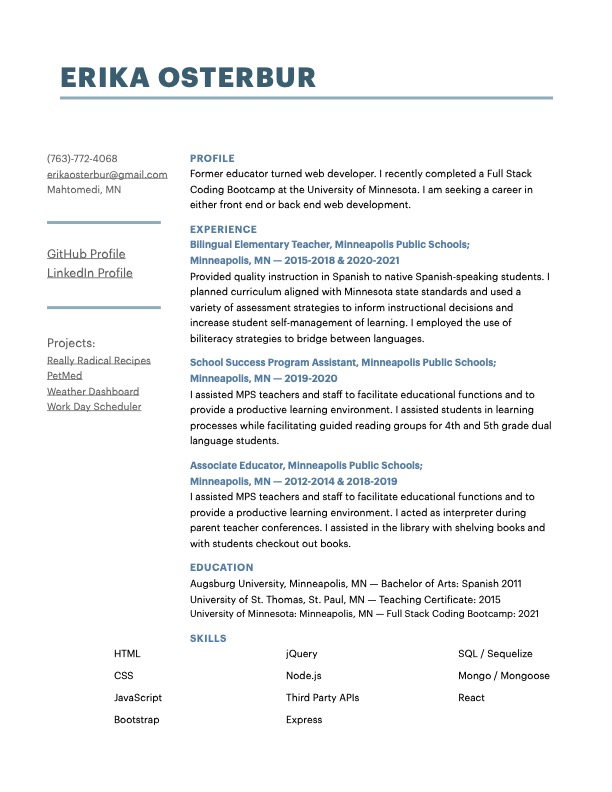 ERIKA OSTERBUR
(763)-772-4068
erikaosterbur@gmail.com
Mahtomedi, MN
GitHub Profile
LinkedIn Profile
Projects:
Really Radical Recipes
PetMed
Weather Dashboard
Work Day Scheduler
PROFILE
Former educator turned web developer. I recently completed a Full Stack
Coding Bootcamp at the University of Minnesota. I am seeking a career in
either front end or back end web development.
EXPERIENCE
Bilingual Elementary Teacher, Minneapolis Public Schools;
Minneapolis, MN — 2015-2018 & 2020-2021
Provided quality instruction in Spanish to native Spanish-speaking students. I
planned curriculum aligned with Minnesota state standards and used a
variety of assessment strategies to inform instructional decisions and
increase student self-management of learning. I employed the use of
biliteracy strategies to bridge between languages.
School Success Program Assistant, Minneapolis Public Schools;
Minneapolis, MN — 2019-2020
I assisted MPS teachers and staff to facilitate educational functions and to
provide a productive learning environment. I assisted students in learning
processes while facilitating guided reading groups for 4th and 5th grade dual
language students.
Associate Educator, Minneapolis Public Schools;
Minneapolis, MN — 2012-2014 & 2018-2019
I assisted MPS teachers and staff to facilitate educational functions and to
provide a productive learning environment. I acted as interpreter during
parent teacher conferences. I assisted in the library with shelving books and
with students checkout out books.
EDUCATION
Augsburg University, Minneapolis, MN — Bachelor of Arts: Spanish 2011
University of St. Thomas, St. Paul, MN — Teaching Certificate: 2015
University of Minnesota: Minneapolis, MN — Full Stack Coding Bootcamp: 2021
SKILLS
HTML jQuery SQL / Sequelize
CSS Node.js Mongo / Mongoose
JavaScript Third Party APIs React
Bootstrap Express